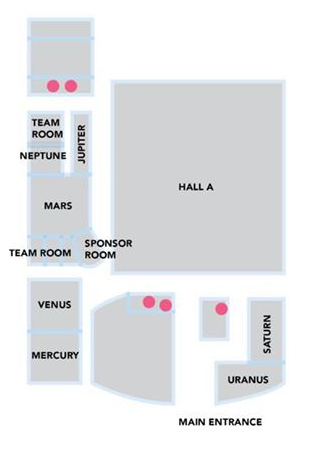 TEAM
ROOM
JUPITER
NEPTUNE
HALL A
MARS
TEAM ROOM
SPONSOR
ROOM
VENUS
MERCURY
SATURN
URANUS
MAIN ENTRANCE